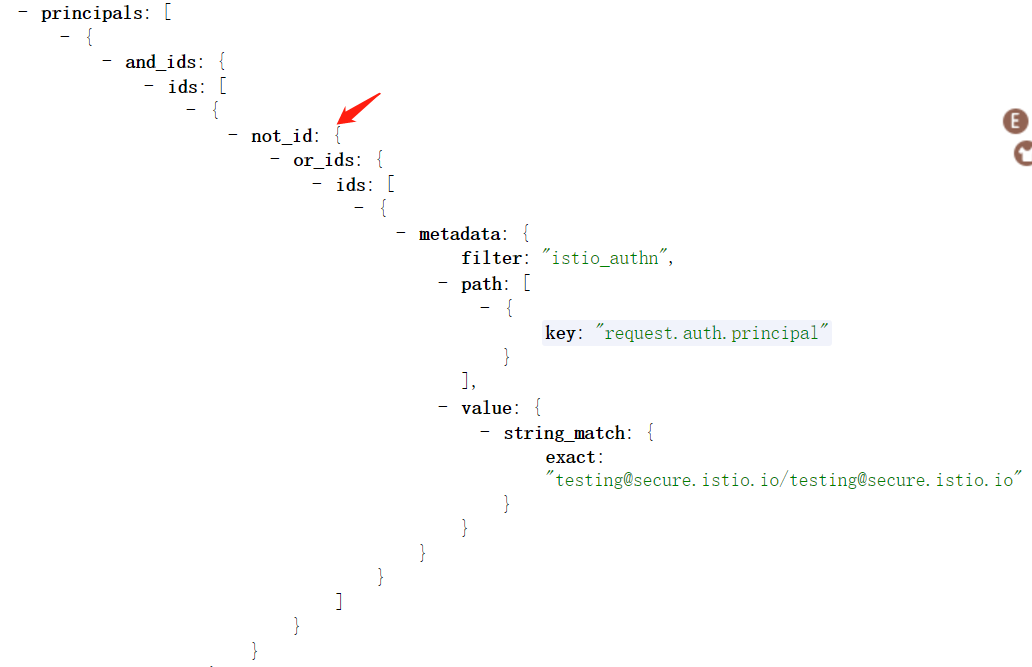 - principals: [
- {
- and_ids: {
- ids: [
- {
- not_id: {
- or_ids: {
- ids: [
- {
- metadata: {
filter: "istio_authn",
- path: [
- {
key: "request.auth.principal"
}
],
- value: {
- string_match: {
exact:
"testing@secure.istio.io/testing@secure.istio.io"
}
}
}
}
]
}
}
E